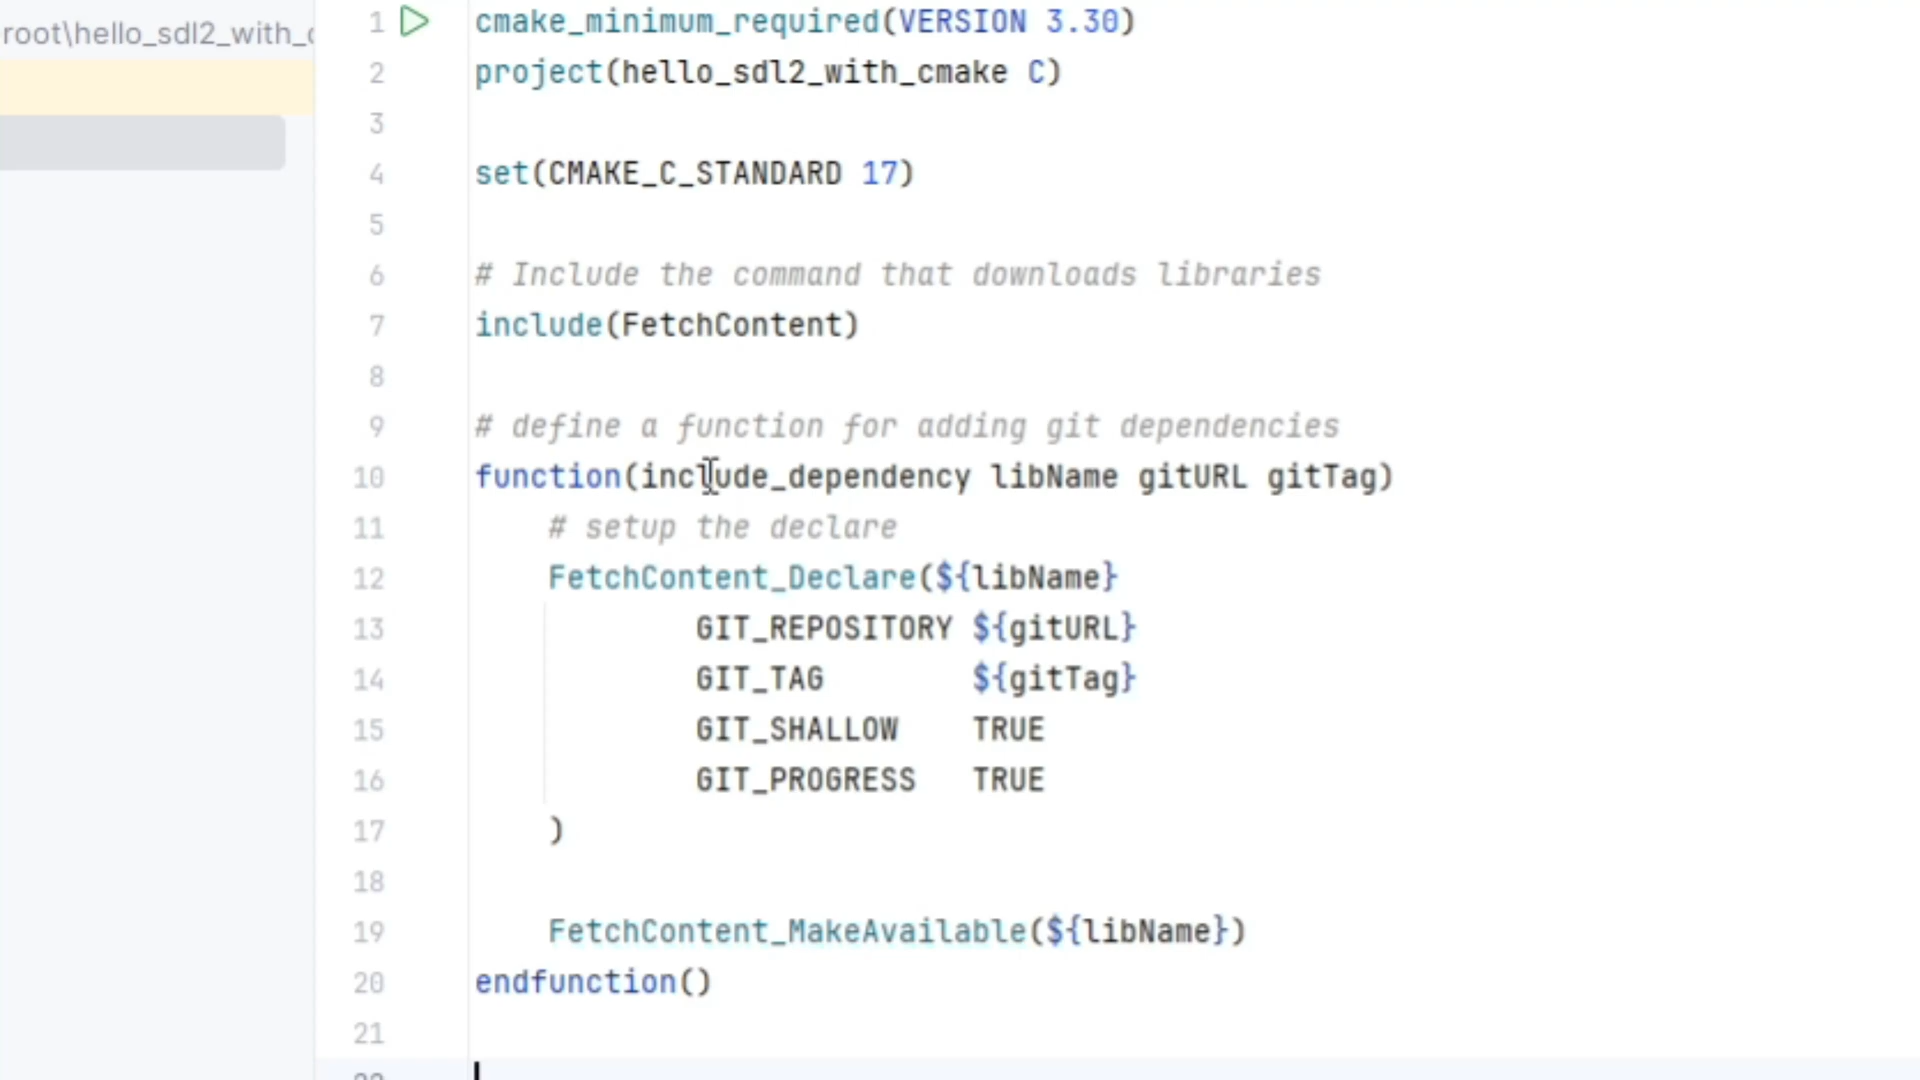 root\hello_sdl2_with_
1 cmake_minimum_required(VERSION 3.30)
2 project(hello_sdl2_with_cmake C)
3
4 set(CMAKE_C_STANDARD 17)
5
6 # Include the command that downloads libraries
7 include(FetchContent)
8
9 # define a function for adding git dependencies
10 function(include_dependency libName gitURL gitTag)
11     # setup the declare
12     FetchContent_Declare(${libName}
13             GIT_REPOSITORY ${gitURL}
14             GIT_TAG        ${gitTag}
15             GIT_SHALLOW    TRUE
16             GIT_PROGRESS   TRUE
17     )
18
19     FetchContent_MakeAvailable(${libName})
20 endfunction()
21